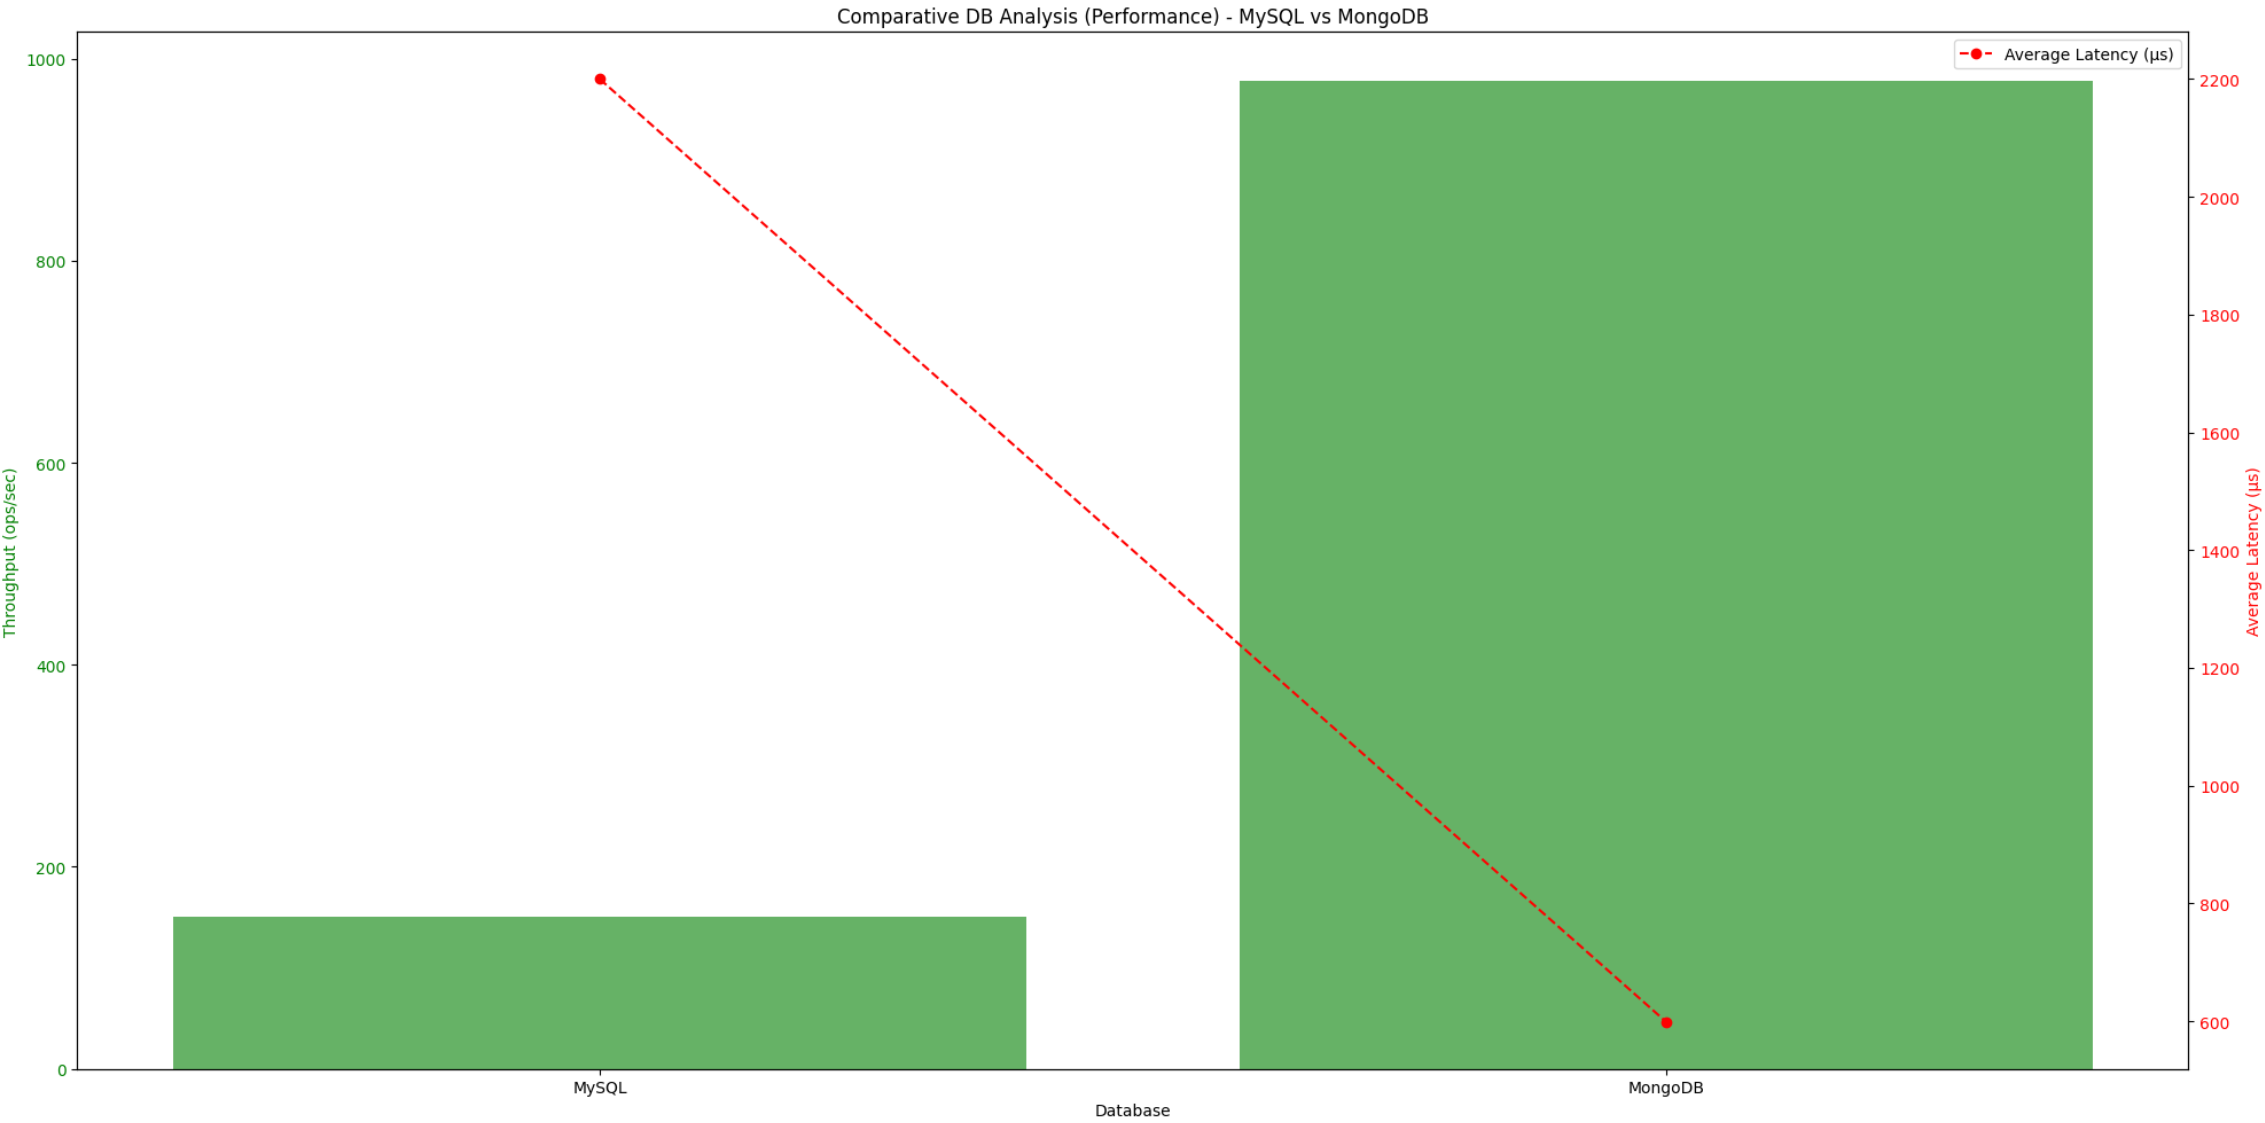 Comparative DB Analysis (Performance) - MySQL vs MongoDB
Average Latency (µs)
1000
800
600
400
200
0
Throughput (ops/sec)
2200
2000
1800
1600
1400
1200
1000
800
600
Average Latency (µs)
MySQL
MongoDB
Database